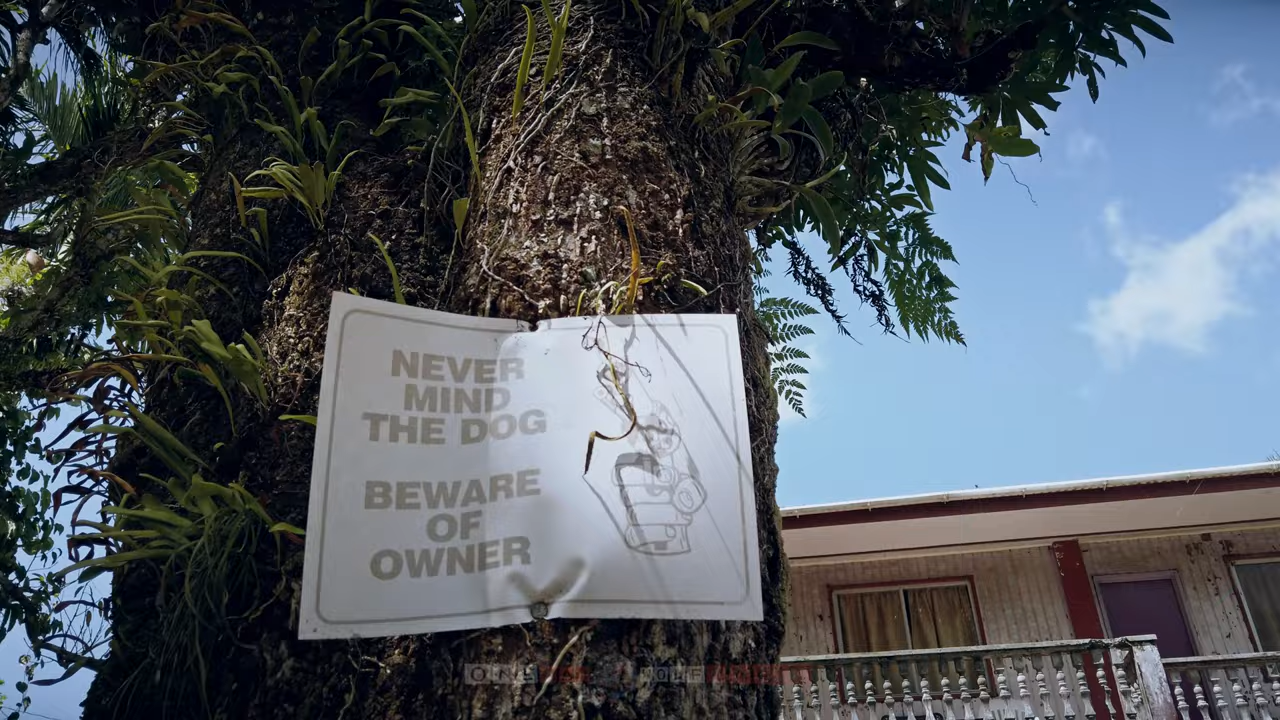 NEVER
MIND
THE DOG
BEWARE
OF
OWNER